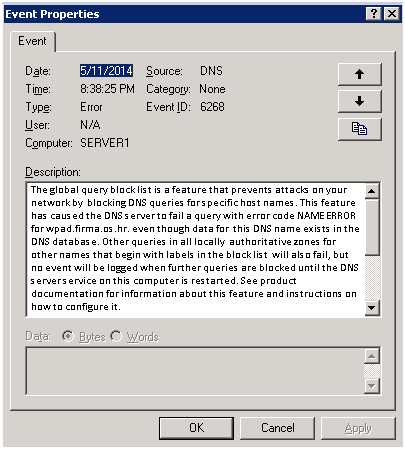 Event Properties
Event
Date: 5/11/2014 Source: DNS
Time: 8:38:25 PM Category: None
Type: Error Event ID: 6268
User: N/A
Computer: SERVER1
Description:
The global query block list is a feature that prevents attacks on your
network by blocking DNS queries for specific host names. This feature
has caused the DNS server to fail a query with error code NAME ERROR
for wpad.firma.os.hr. even though data for this DNS name exists in the
DNS database. Other queries in all locally authoritative zones for
other names that begin with labels in the block list will also fail, but
no event will be logged when further queries are blocked until the DNS
server service on this computer is restarted. See product
documentation for information about this feature and instructions on
how to configure it.
Data: Bytes Words
OK Cancel Apply